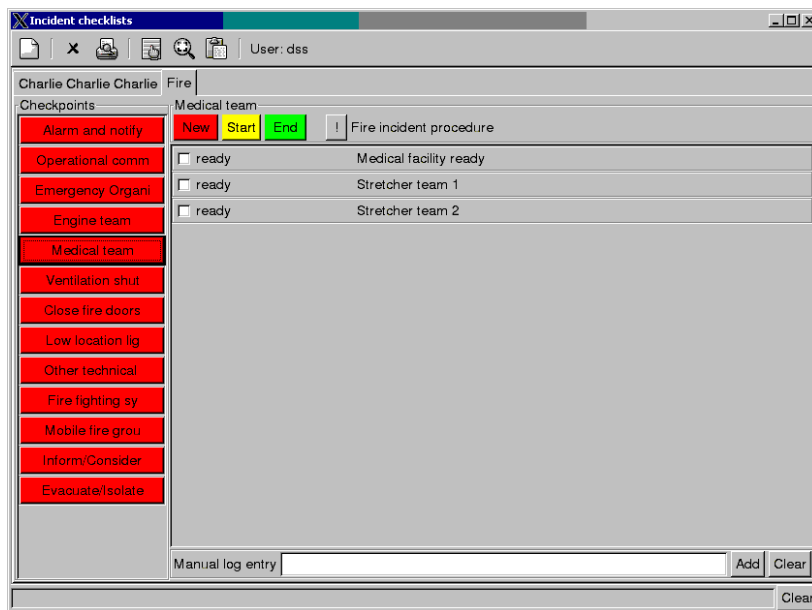 Incident checklists
User: dss
Charlie Charlie Charlie Fire
Checkpoints
Alarm and notify
Operational comm
Emergency Organi
Engine team
Medical team
Ventilation shut
Close fire doors
Low location lig
Other technical
Fire fighting sy
Mobile fire grou
Inform/Consider
Evacuate/Isolate
Medical team
New Start End ! Fire incident procedure
ready Medical facility ready
ready Stretcher team 1
ready Stretcher team 2
Manual log entry Add Clear
Clear